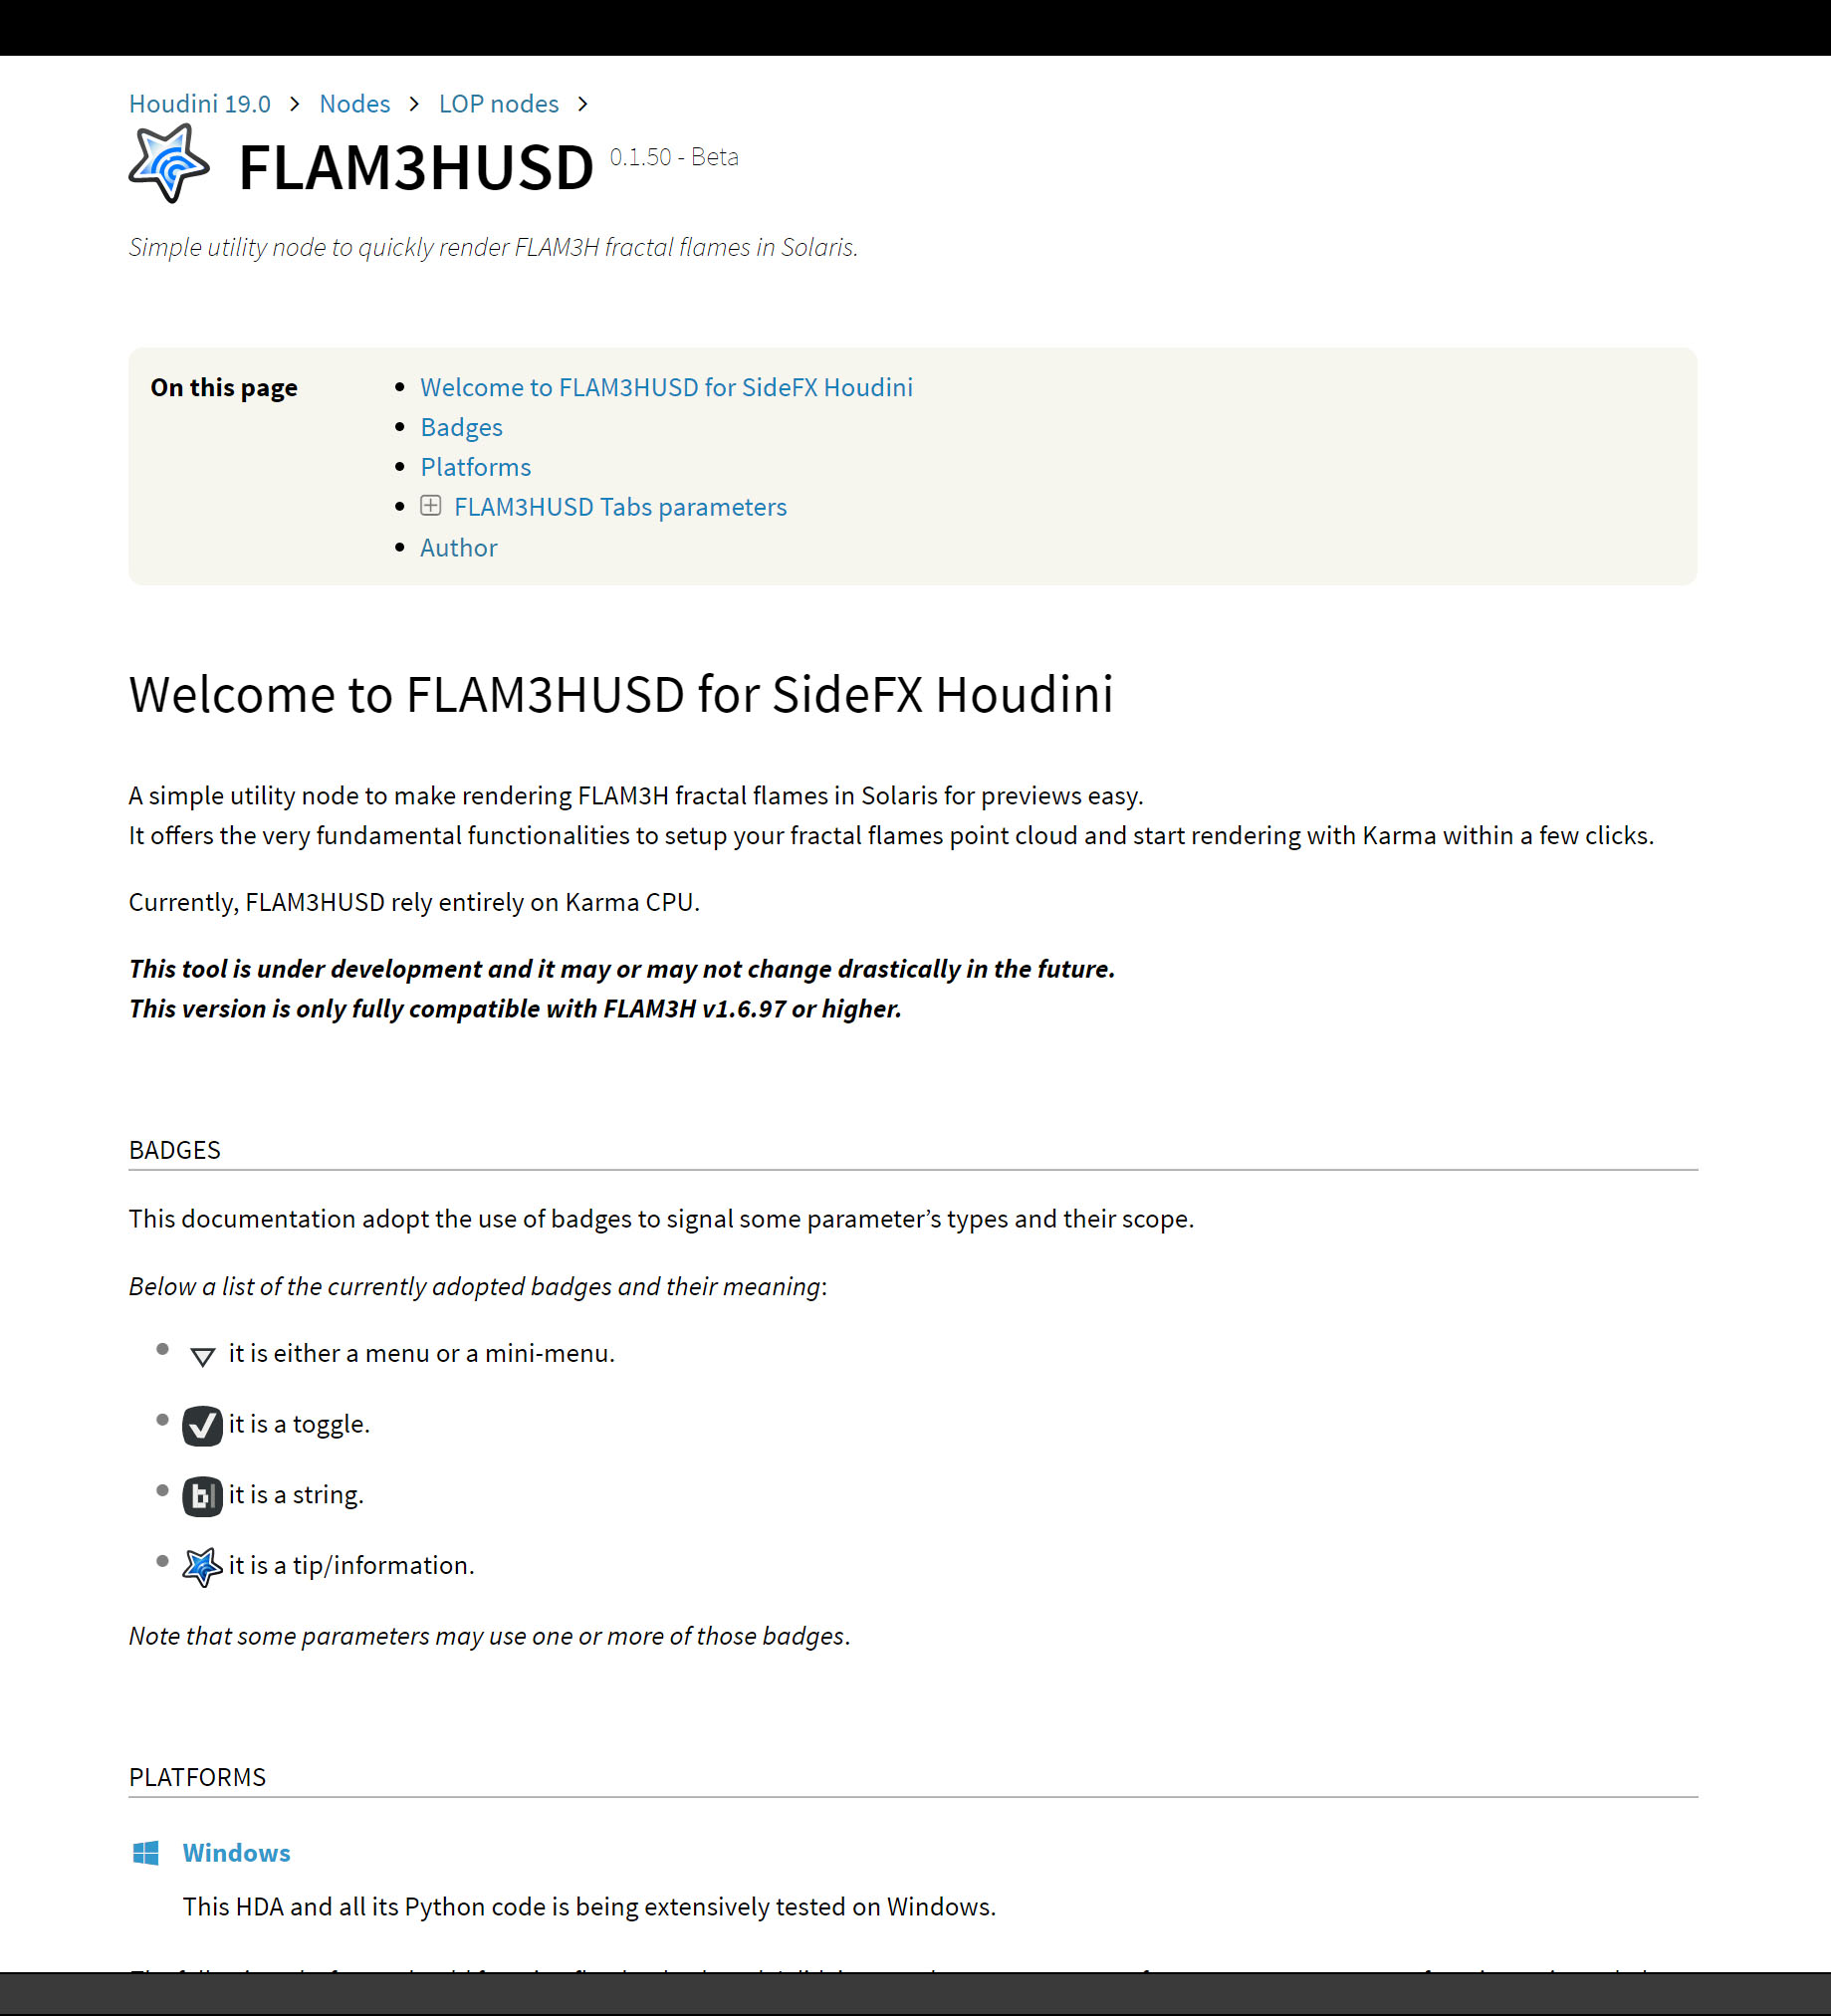 Houdini 19.0 > Nodes > LOP nodes >
FLAM3HUSD 0.1.50 - Beta
Simple utility node to quickly render FLAM3H fractal flames in Solaris.
On this page
Welcome to FLAM3HUSD for SideFX Houdini
Badges
Platforms
FLAM3HUSD Tabs parameters
Author
Welcome to FLAM3HUSD for SideFX Houdini
A simple utility node to make rendering FLAM3H fractal flames in Solaris for previews easy.
It offers the very fundamental functionalities to setup your fractal flames point cloud and start rendering with Karma within a few clicks.
Currently, FLAM3HUSD rely entirely on Karma CPU.
This tool is under development and it may or may not change drastically in the future.
This version is only fully compatible with FLAM3H v1.6.97 or higher.
BADGES
This documentation adopt the use of badges to signal some parameter’s types and their scope.
Below a list of the currently adopted badges and their meaning:
it is either a menu or a mini-menu.
it is a toggle.
it is a string.
it is a tip/information.
Note that some parameters may use one or more of those badges.
PLATFORMS
Windows
This HDA and all its Python code is being extensively tested on Windows.